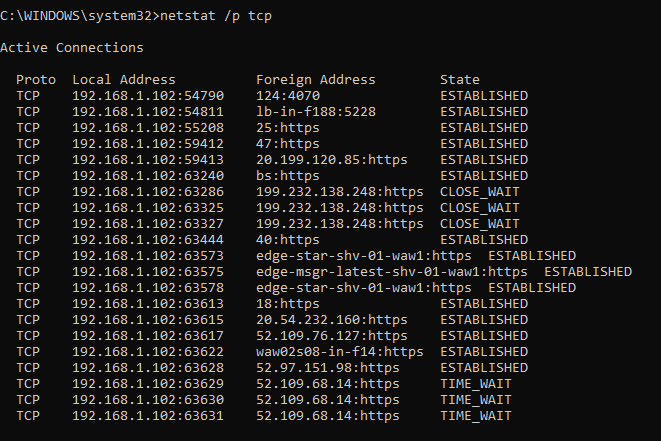 C:\WINDOWS\system32>netstat /p tcp
Active Connections
Proto  Local Address          Foreign Address        State
TCP    192.168.1.102:54790    124:4070               ESTABLISHED
TCP    192.168.1.102:54811    lb-in-f188:5228        ESTABLISHED
TCP    192.168.1.102:55208    25:https               ESTABLISHED
TCP    192.168.1.102:59412    47:https               ESTABLISHED
TCP    192.168.1.102:59413    20.199.120.85:https    ESTABLISHED
TCP    192.168.1.102:63240    bs:https               ESTABLISHED
TCP    192.168.1.102:63286    199.232.138.248:https  CLOSE_WAIT
TCP    192.168.1.102:63325    199.232.138.248:https  CLOSE_WAIT
TCP    192.168.1.102:63327    199.232.138.248:https  CLOSE_WAIT
TCP    192.168.1.102:63444    40:https               ESTABLISHED
TCP    192.168.1.102:63573    edge-star-shv-01-waw1:https  ESTABLISHED
TCP    192.168.1.102:63575    edge-msgr-latest-shv-01-waw1:https  ESTABLISHED
TCP    192.168.1.102:63578    edge-star-shv-01-waw1:https  ESTABLISHED
TCP    192.168.1.102:63613    18:https               ESTABLISHED
TCP    192.168.1.102:63615    20.54.232.160:https    ESTABLISHED
TCP    192.168.1.102:63617    52.109.76.127:https    ESTABLISHED
TCP    192.168.1.102:63622    waw02s08-in-f14:https  ESTABLISHED
TCP    192.168.1.102:63628    52.97.151.98:https     ESTABLISHED
TCP    192.168.1.102:63629    52.109.68.14:https     TIME_WAIT
TCP    192.168.1.102:63630    52.109.68.14:https     TIME_WAIT
TCP    192.168.1.102:63631    52.109.68.14:https     TIME_WAIT